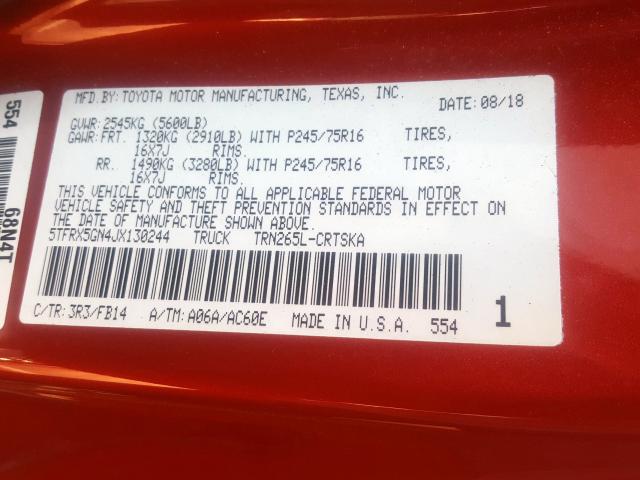 MFD.BY: TOYOTA MOTOR MANUFACTURING, TEXAS, INC.
DATE: 08/18
GVWR: 2545KG (5600LB)
GAWR: FRT. 1320KG (2910LB) WITH P245/75R16 TIRES,
16X7J RIMS.
RR. 1490KG (3280LB) WITH P245/75R16 TIRES,
16X7J RIMS.
THIS VEHICLE CONFORMS TO ALL APPLICABLE FEDERAL MOTOR
VEHICLE SAFETY AND THEFT PREVENTION STANDARDS IN EFFECT ON
THE DATE OF MANUFACTURE SHOWN ABOVE.
5TFRX5GN4JX130244 TRUCK TRN265L-CRTSKA
C/TR: 3R3/FB14 A/TM: A06A/AC60E MADE IN U.S.A. 554 1
554 68N4T